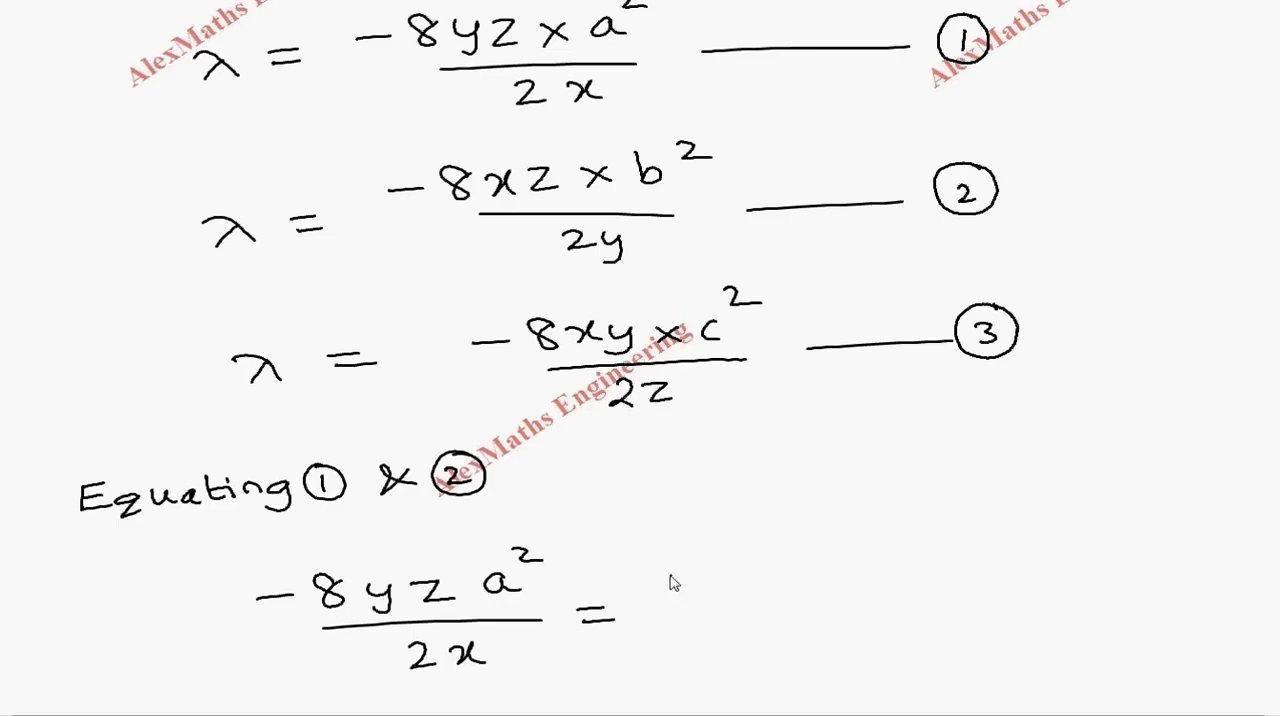 λ = -8yz × a² / 2x ——— ①
λ = -8xz × b² / 2y ——— ②
λ = -8xy × c² / 2z ——— ③
Equating ① & ②
-8yz a² / 2x =
AlexMaths Engineering